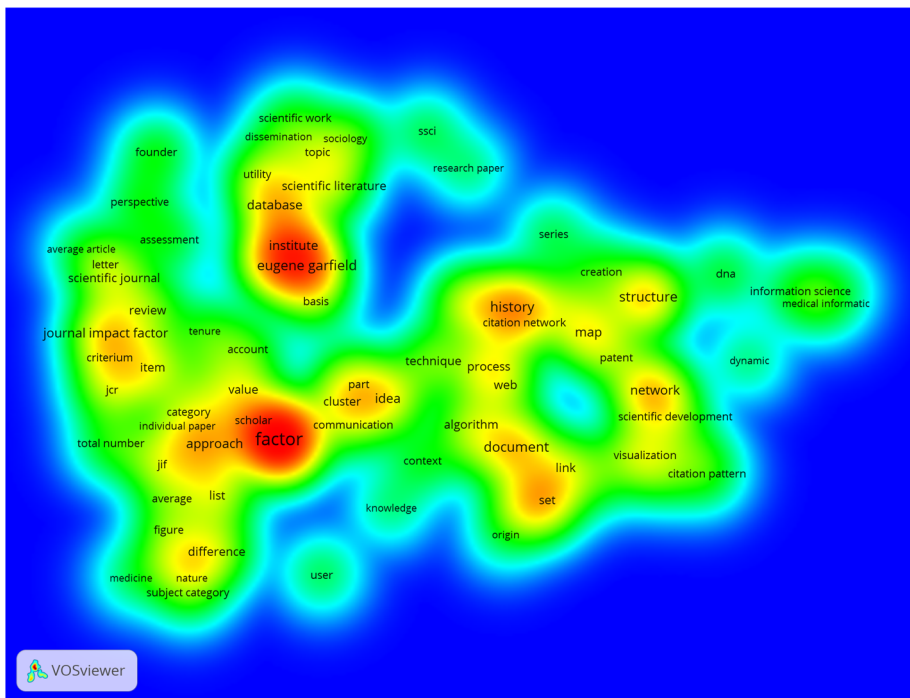 scientific work
dissemination
sociology
ssci
topic
founder
research paper
utility
scientific literature
perspective
database
series
assessment
institute
average article
eugene garfield
letter
creation
dna
scientific journal
information science
basis
structure
medical informatic
review
history
citation network
journal impact factor
tenure
map
account
criterium
technique
patent
dynamic
item
process
part
web
jcr
value
network
idea
cluster
category
scholar
scientific development
individual paper
communication
algorithm
factor
total number
approach
document
visualization
context
jif
link
citation pattern
average
list
set
knowledge
figure
origin
difference
medicine
nature
user
subject category
VOSviewer